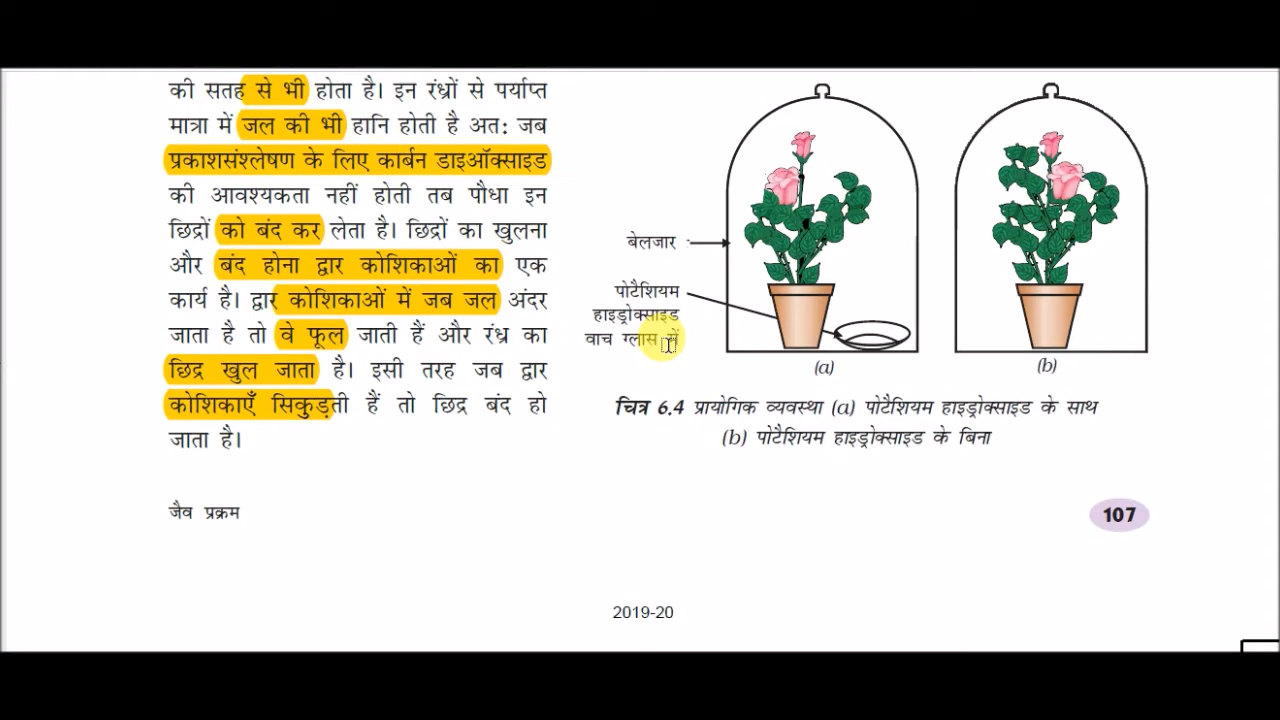 की सतह से भी होता है। इन रंध्रों से पर्याप्त
मात्रा में जल की भी हानि होती है अत: जब
प्रकाशसंश्लेषण के लिए कार्बन डाइऑक्साइड
की आवश्यकता नहीं होती तब पौधा इन
छिद्रों को बंद कर लेता है। छिद्रों का खुलना
और बंद होना द्वार कोशिकाओं का एक
कार्य है। द्वार कोशिकाओं में जब जल अंदर
जाता है तो वे फूल जाती हैं और रंध्र का
छिद्र खुल जाता है। इसी तरह जब द्वार
कोशिकाएँ सिकुड़ती हैं तो छिद्र बंद हो
जाता है।
बेलजार
पोटैशियम
हाइड्रोक्साइड
वाच ग्लास में
(a)
(b)
चित्र 6.4 प्रायोगिक व्यवस्था (a) पोटैशियम हाइड्रोक्साइड के साथ
(b) पोटैशियम हाइड्रोक्साइड के बिना
जैव प्रक्रम
107
2019-20